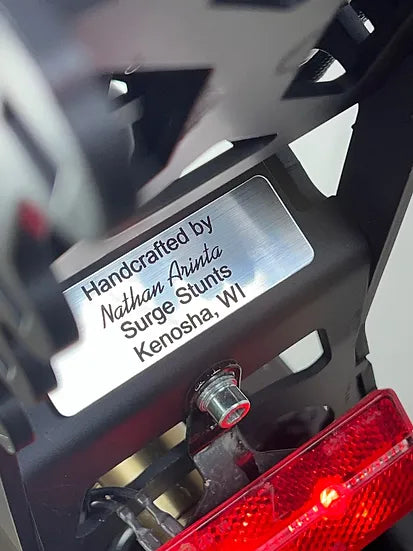 Handcrafted by
Nathan Arinta
Surge Stunts
Kenosha, WI